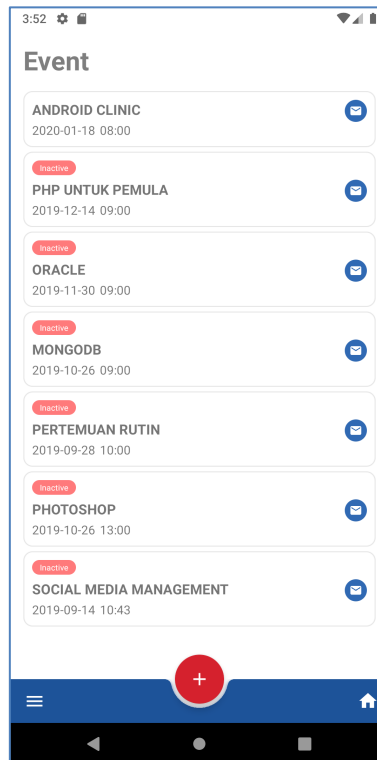 3:52
Event
ANDROID CLINIC
2020-01-18 08:00
Inactive
PHP UNTUK PEMULA
2019-12-14 09:00
Inactive
ORACLE
2019-11-30 09:00
Inactive
MONGODB
2019-10-26 09:00
Inactive
PERTEMUAN RUTIN
2019-09-28 10:00
Inactive
PHOTOSHOP
2019-10-26 13:00
Inactive
SOCIAL MEDIA MANAGEMENT
2019-09-14 10:43